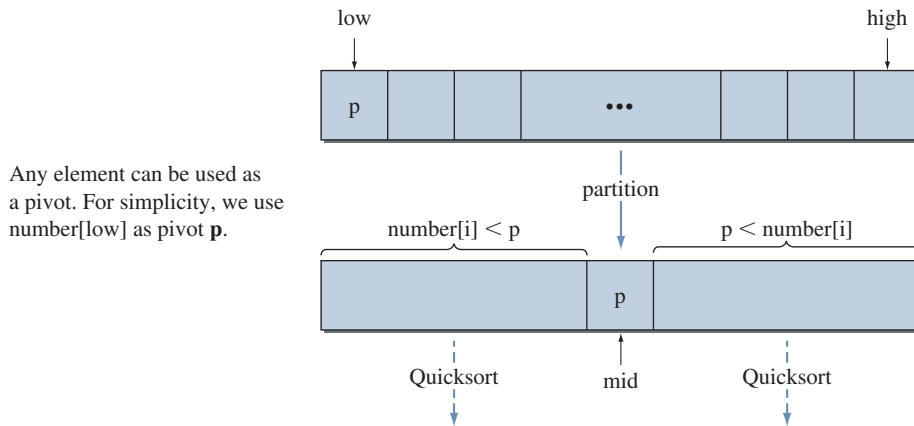 low
high
p
•••
Any element can be used as
a pivot. For simplicity, we use
number[low] as pivot p.
partition
number[i] < p
p < number[i]
p
Quicksort
mid
Quicksort